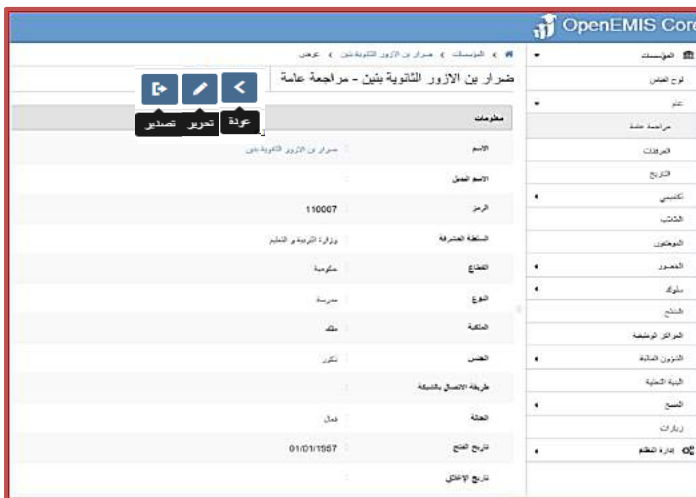 OpenEMIS Core
المؤسسات › ضرار بن الازور الثانوية بنين › عرض
ضرار بن الازور الثانوية بنين - مراجعة عامة
عودة تحرير تصدير
معلومات
الاسم : ضرار بن الازور الثانوية بنين
الاسم البديل :
الرمز : 110007
السلطة المشرفة : وزارة التربية و التعليم
القطاع : حكومية
النوع : مدرسة
الملكية : ملك
الجنس : ذكور
طريقة الاتصال بالشبكة :
الحالة : فعال
تاريخ الفتح : 01/01/1957
تاريخ الإغلاق :
المؤسسات
لوح القياس
عام
مراجعة عامة
المرفقات
التاريخ
تكاديمي
الطالب
الموظفون
الحضور
سلوك
النتائج
المراكز الوظيفية
الشؤون المالية
البنية التحتية
المسح
زيارات
إدارة النظام